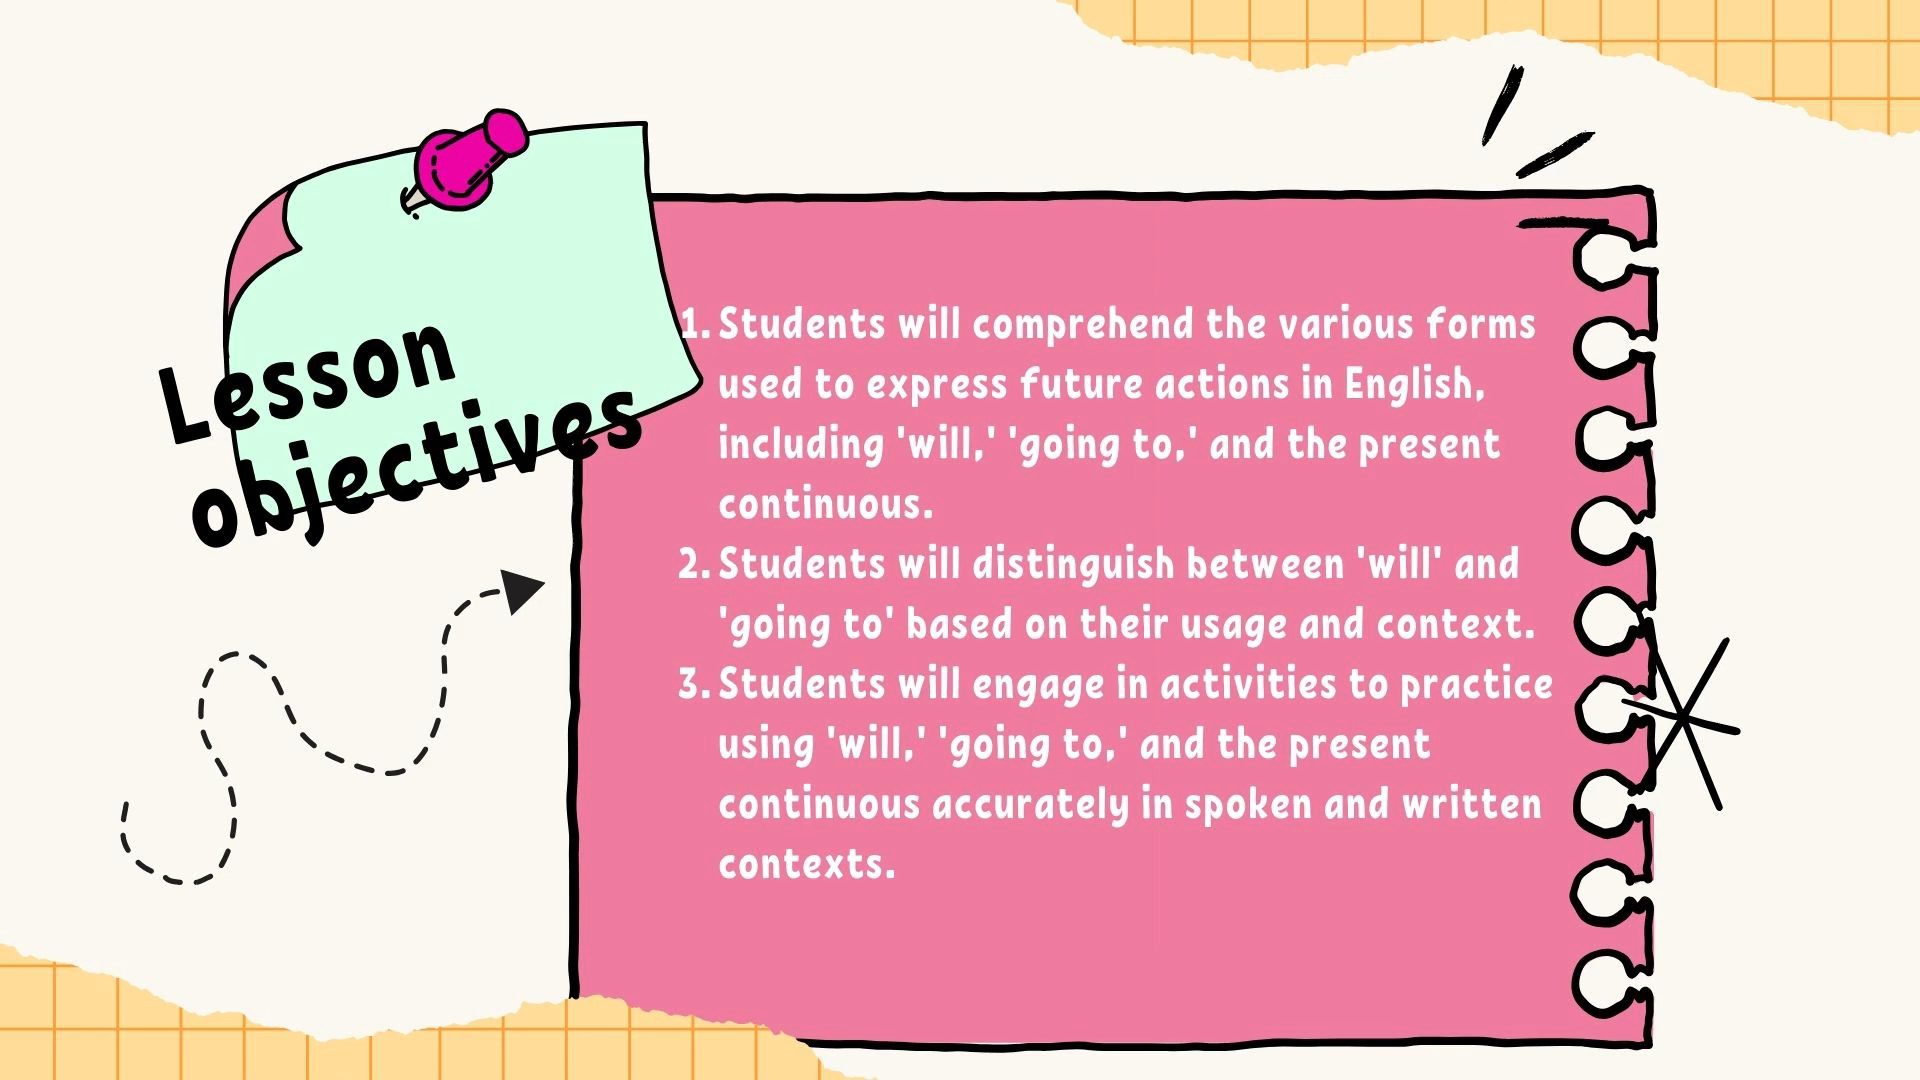 Lesson
objectives
1. Students will comprehend the various forms
used to express future actions in English,
including 'will,' 'going to,' and the present
continuous.
2. Students will distinguish between 'will' and
'going to' based on their usage and context.
3. Students will engage in activities to practice
using 'will,' 'going to,' and the present
continuous accurately in spoken and written
contexts.